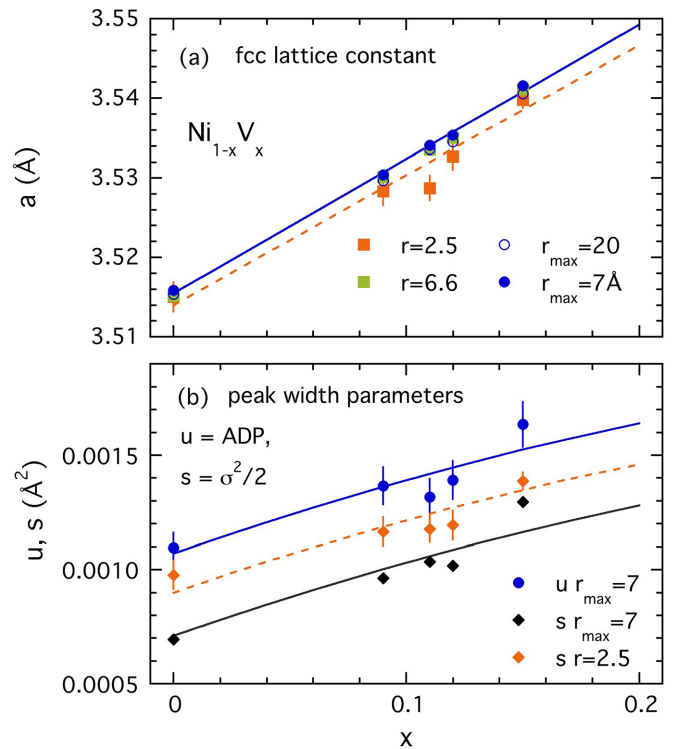 3.55
(a) fcc lattice constant
3.54
Ni1-xVx
a (Å)
3.53
3.52
r=2.5 rmax=20
r=6.6 rmax=7Å
3.51
(b) peak width parameters
u = ADP,
s = σ²/2
0.0015
u, s (Å²)
0.0010
u rmax=7
s rmax=7
s r=2.5
0.0005
0 0.1 0.2
x